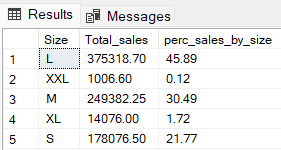 Results Messages
Size Total_sales perc_sales_by_size
1 L 375318.70 45.89
2 XXL 1006.60 0.12
3 M 249382.25 30.49
4 XL 14076.00 1.72
5 S 178076.50 21.77